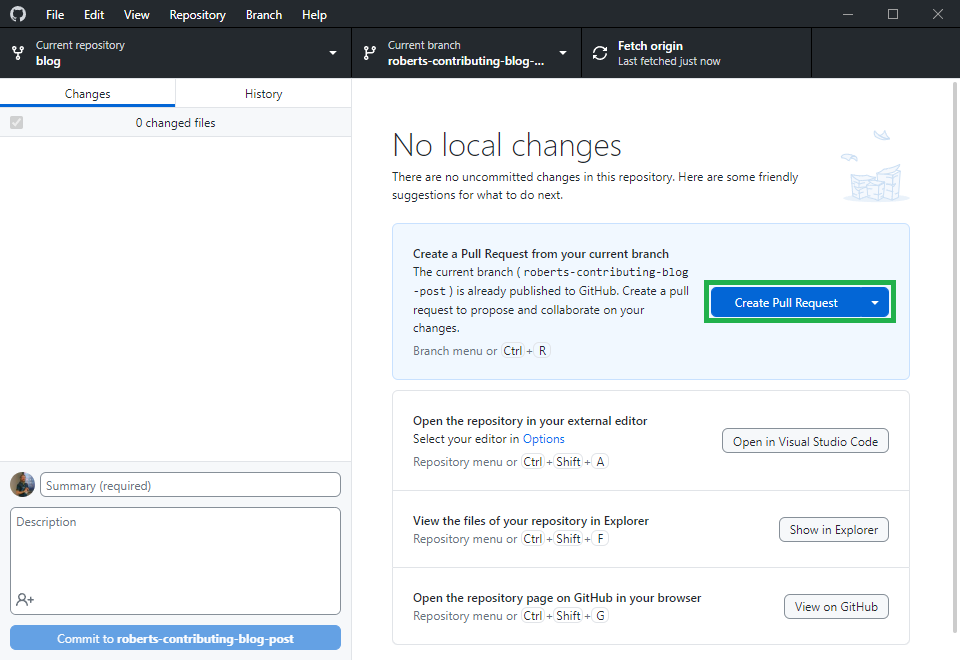 File Edit View Repository Branch Help
Current repository
blog
Current branch
roberts-contributing-blog-...
Fetch origin
Last fetched just now
Changes
History
0 changed files
No local changes
There are no uncommitted changes in this repository. Here are some friendly
suggestions for what to do next.
Create a Pull Request from your current branch
The current branch ( roberts-contributing-blog
-post ) is already published to GitHub. Create a pull
request to propose and collaborate on your
changes.
Branch menu or Ctrl + R
Create Pull Request
Open the repository in your external editor
Select your editor in Options
Repository menu or Ctrl + Shift + A
Open in Visual Studio Code
View the files of your repository in Explorer
Repository menu or Ctrl + Shift + F
Show in Explorer
Open the repository page on GitHub in your browser
Repository menu or Ctrl + Shift + G
View on GitHub
Summary (required)
Description
Commit to roberts-contributing-blog-post